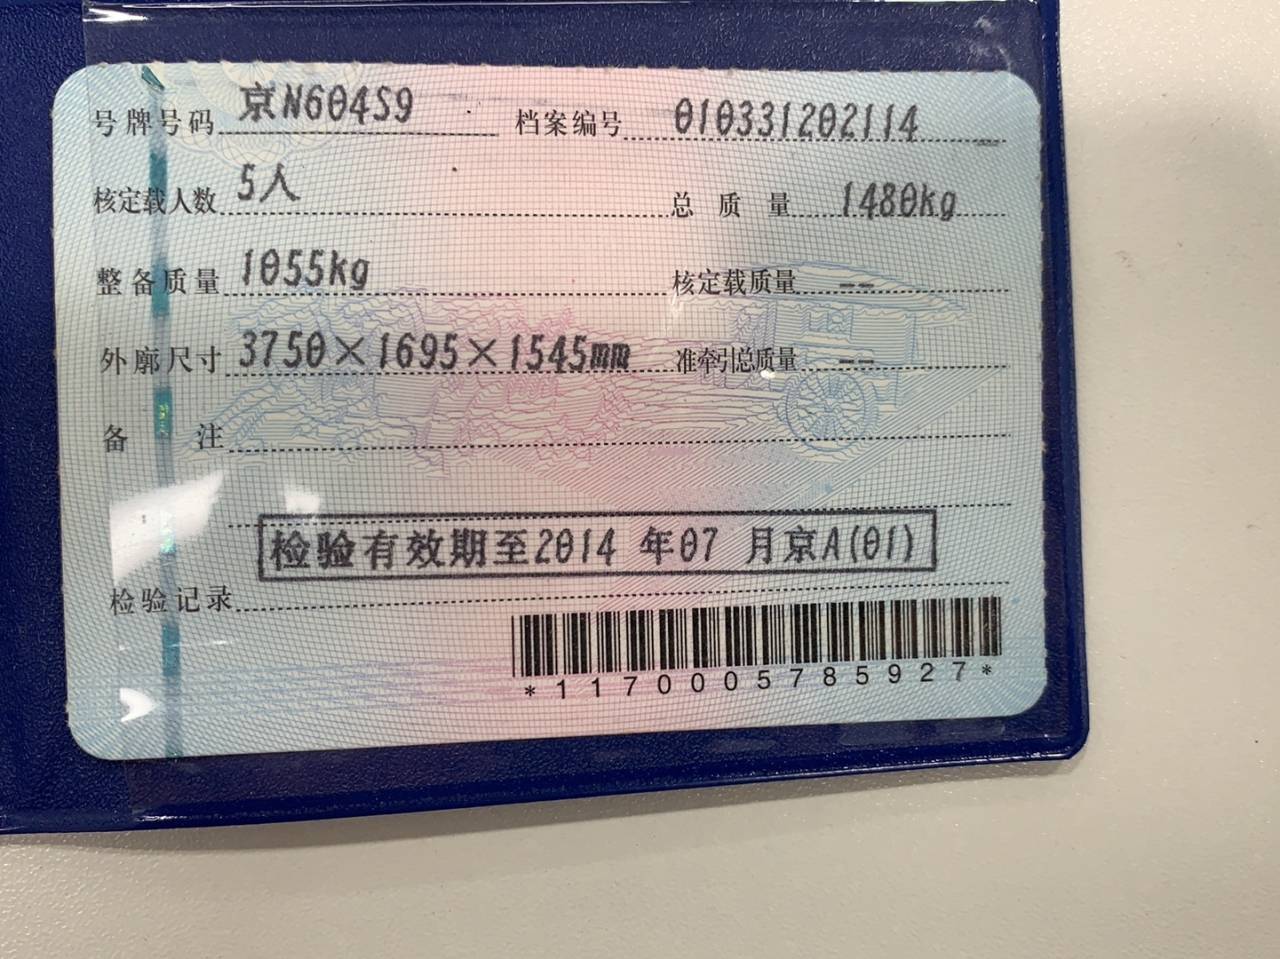 号牌号码 京N604S9 档案编号 010331202114
核定载人数 5人 总质量 1480kg
整备质量 1055kg 核定载质量 --
外廓尺寸 3750×1695×1545mm 准牵引总质量 --
备注
检验有效期至2014 年07 月京A(01)
检验记录
*1170005785927*